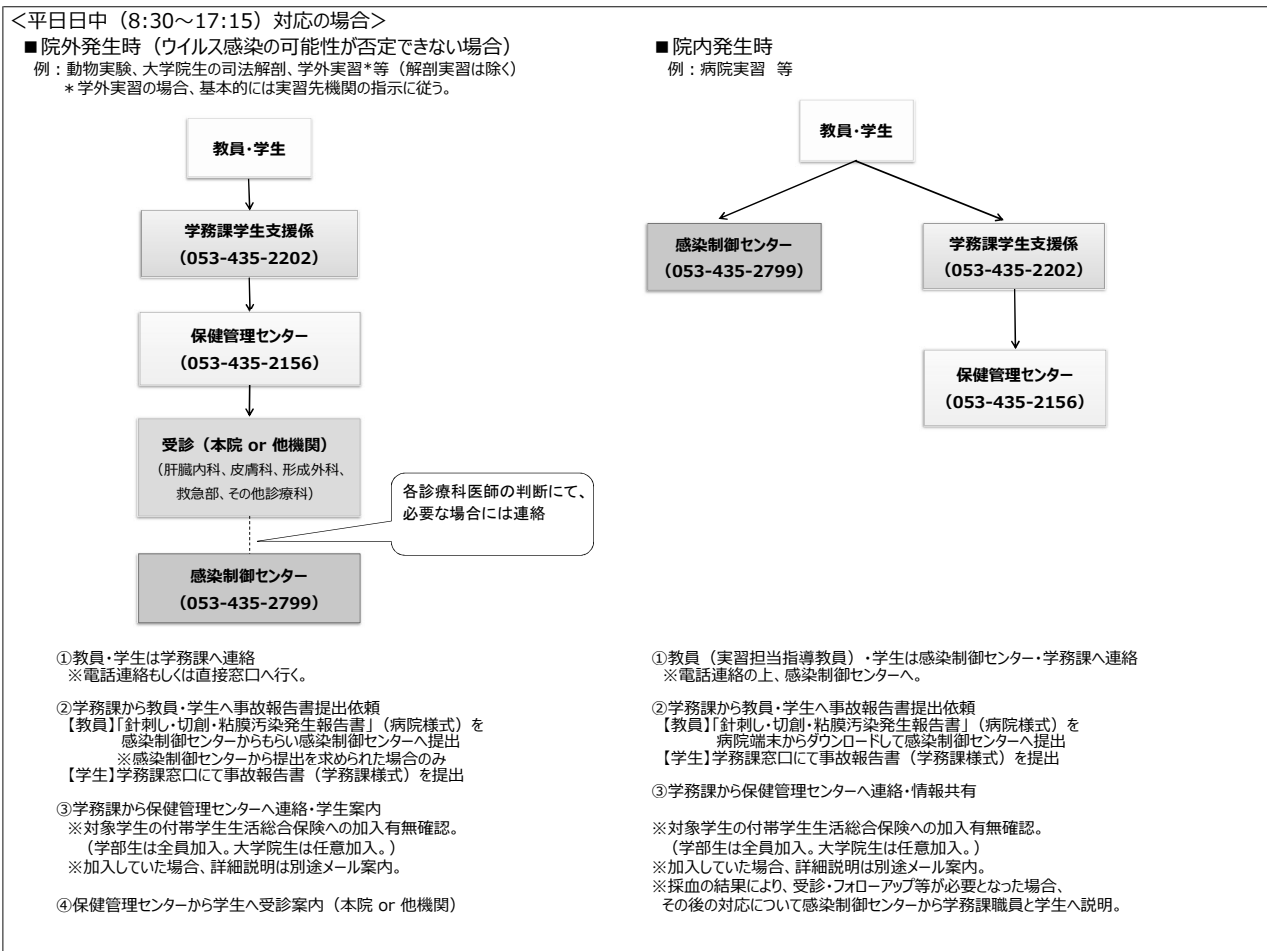 ＜平日日中（8:30～17:15）対応の場合＞
■院外発生時（ウイルス感染の可能性が否定できない場合）
例：動物実験、大学院生の司法解剖、学外実習*等（解剖実習は除く）
＊学外実習の場合、基本的には実習先機関の指示に従う。
教員・学生
学務課学生支援係
（053-435-2202）
保健管理センター
（053-435-2156）
受診（本院 or 他機関）
（肝臓内科、皮膚科、形成外科、
救急部、その他診療科）
各診療科医師の判断にて、
必要な場合には連絡
感染制御センター
（053-435-2799）
①教員・学生は学務課へ連絡
※電話連絡もしくは直接窓口へ行く。
②学務課から教員・学生へ事故報告書提出依頼
【教員】「針刺し・切創・粘膜汚染発生報告書」（病院様式）を
感染制御センターからもらい感染制御センターへ提出
※感染制御センターから提出を求められた場合のみ
【学生】学務課窓口にて事故報告書（学務課様式）を提出
③学務課から保健管理センターへ連絡・学生案内
※対象学生の付帯学生生活総合保険への加入有無確認。
（学部生は全員加入。大学院生は任意加入。）
※加入していた場合、詳細説明は別途メール案内。
④保健管理センターから学生へ受診案内（本院 or 他機関）
■院内発生時
例：病院実習 等
教員・学生
感染制御センター
（053-435-2799）
学務課学生支援係
（053-435-2202）
保健管理センター
（053-435-2156）
①教員（実習担当指導教員）・学生は感染制御センター・学務課へ連絡
※電話連絡の上、感染制御センターへ。
②学務課から教員・学生へ事故報告書提出依頼
【教員】「針刺し・切創・粘膜汚染発生報告書」（病院様式）を
病院端末からダウンロードして感染制御センターへ提出
【学生】学務課窓口にて事故報告書（学務課様式）を提出
③学務課から保健管理センターへ連絡・情報共有
※対象学生の付帯学生生活総合保険への加入有無確認。
（学部生は全員加入。大学院生は任意加入。）
※加入していた場合、詳細説明は別途メール案内。
※採血の結果により、受診・フォローアップ等が必要となった場合、
その後の対応について感染制御センターから学務課職員と学生へ説明。